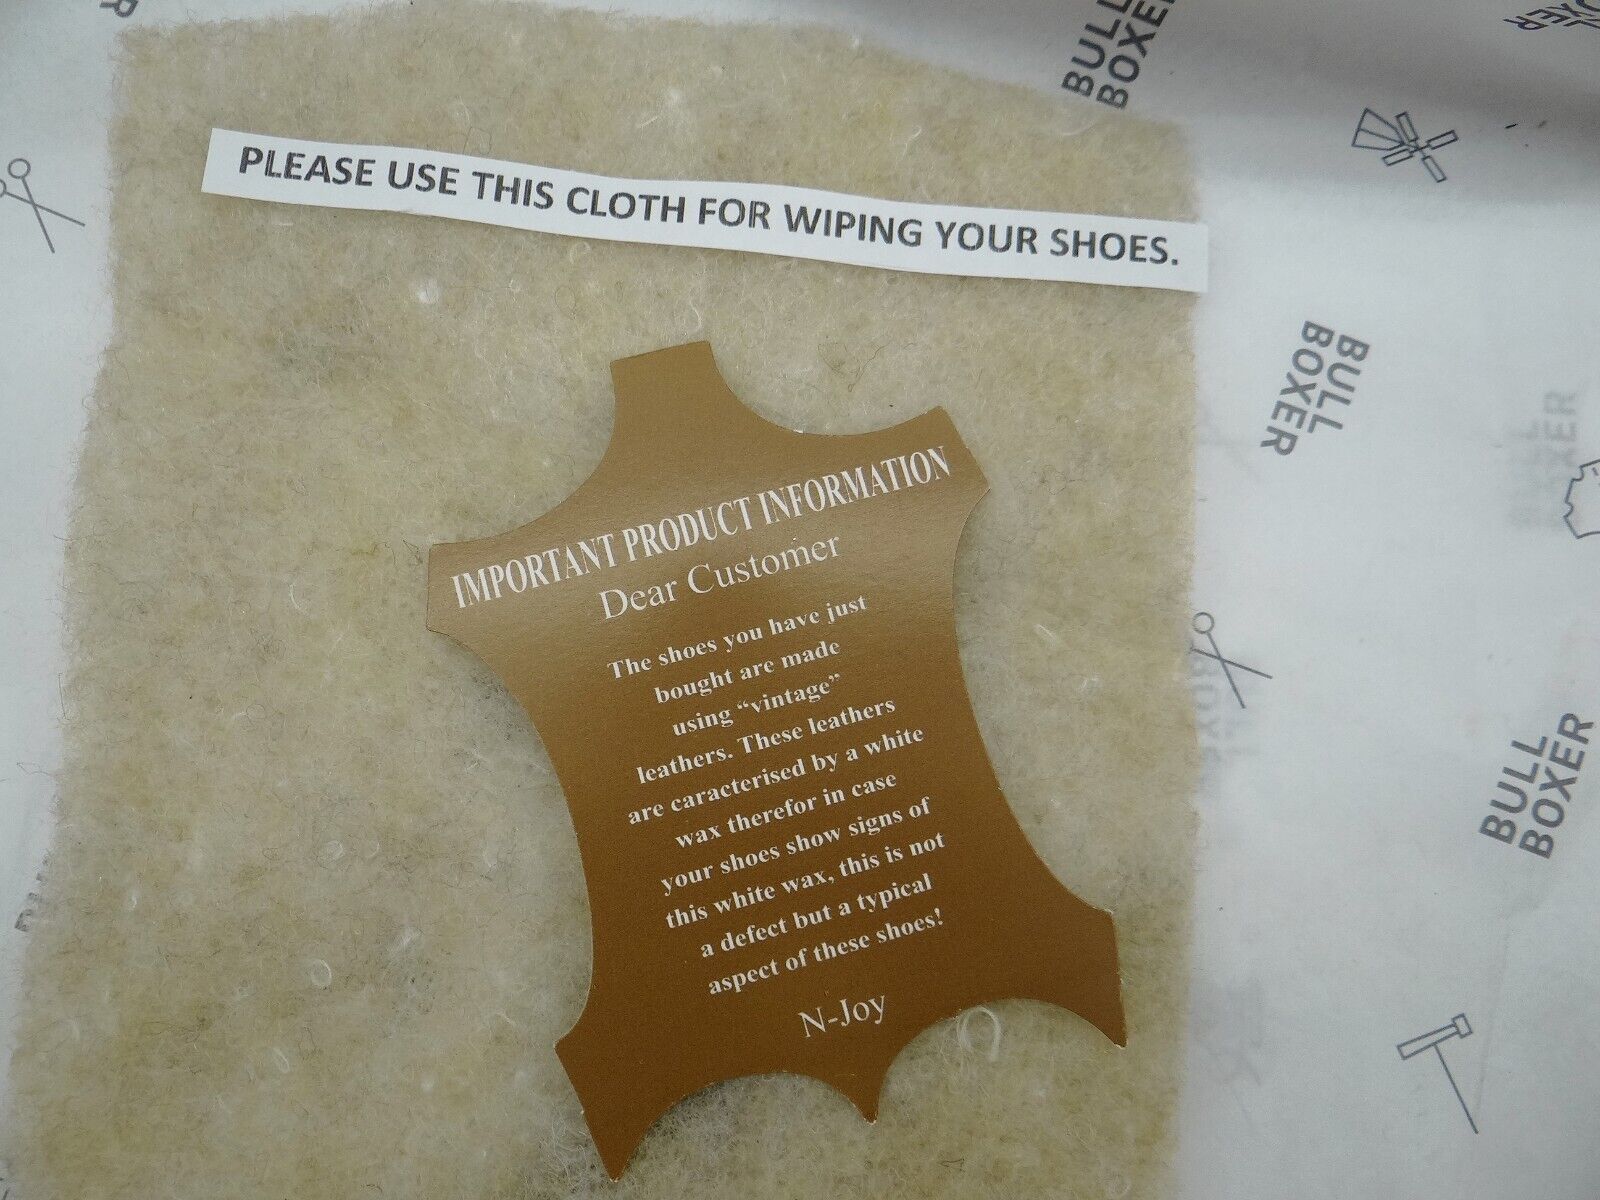 PLEASE USE THIS CLOTH FOR WIPING YOUR SHOES.
IMPORTANT PRODUCT INFORMATION
Dear Customer
The shoes you have just
bought are made
using “vintage”
leathers. These leathers
are caracterised by a white
wax therefor in case
your shoes show signs of
this white wax, this is not
a defect but a typical
aspect of these shoes!
N-Joy
BULL
BOXER
BULL
BOXER
BULL
BOXER
BULL
BOXER